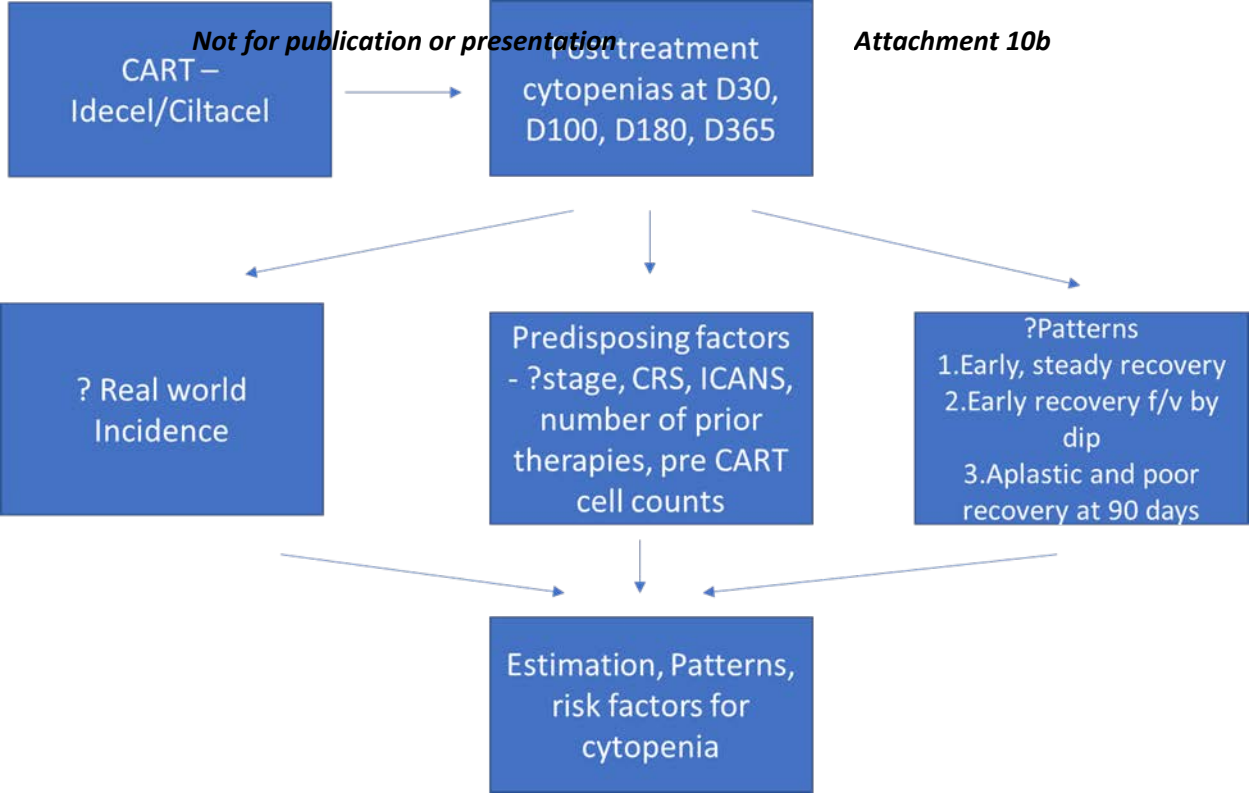 Not for publication or presentation
Attachment 10b
CART –
Idecel/Ciltacel
Post treatment
cytopenias at D30,
D100, D180, D365
? Real world
Incidence
Predisposing factors
- ?stage, CRS, ICANS,
number of prior
therapies, pre CART
cell counts
?Patterns
1.Early, steady recovery
2.Early recovery f/v by
dip
3.Aplastic and poor
recovery at 90 days
Estimation, Patterns,
risk factors for
cytopenia